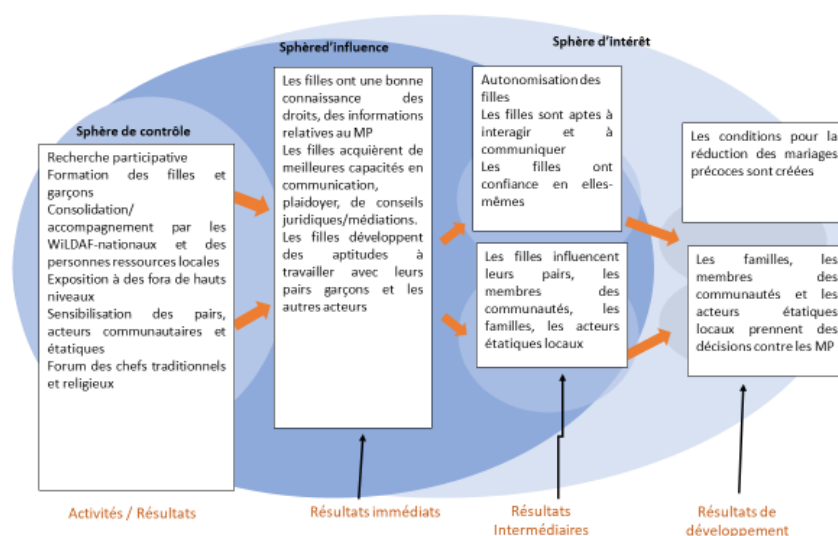 Sphère d'intérêt
Sphèred'influence
Sphère de contrôle
Recherche participative
Formation des filles et
garçons
Consolidation/
accompagnement par les
WiLDAF-nationaux et des
personnes ressources locales
Exposition à des fora de hauts
niveaux
Sensibilisation des pairs,
acteurs communautaires et
étatiques
Forum des chefs traditionnels
et religieux
Les filles ont une bonne
connaissance des
droits, des informations
relatives au MP
Les filles acquièrent de
meilleures capacités en
communication,
plaidoyer, de conseils
juridiques/médiations.
Les filles développent
des aptitudes à
travailler avec leurs
pairs garçons et les
autres acteurs
Autonomisation des
filles
Les filles sont aptes à
interagir et à
communiquer
Les filles ont
confiance en elles-
mêmes
Les filles influencent
leurs pairs, les
membres des
communautés, les
familles, les acteurs
étatiques locaux
Les conditions pour la
réduction des mariages
précoces sont créées
Les familles, les
membres des
communautés et les
acteurs étatiques
locaux prennent des
décisions contre les MP
Activités / Résultats
Résultats immédiats
Résultats
Intermédiaires
Résultats de
développement